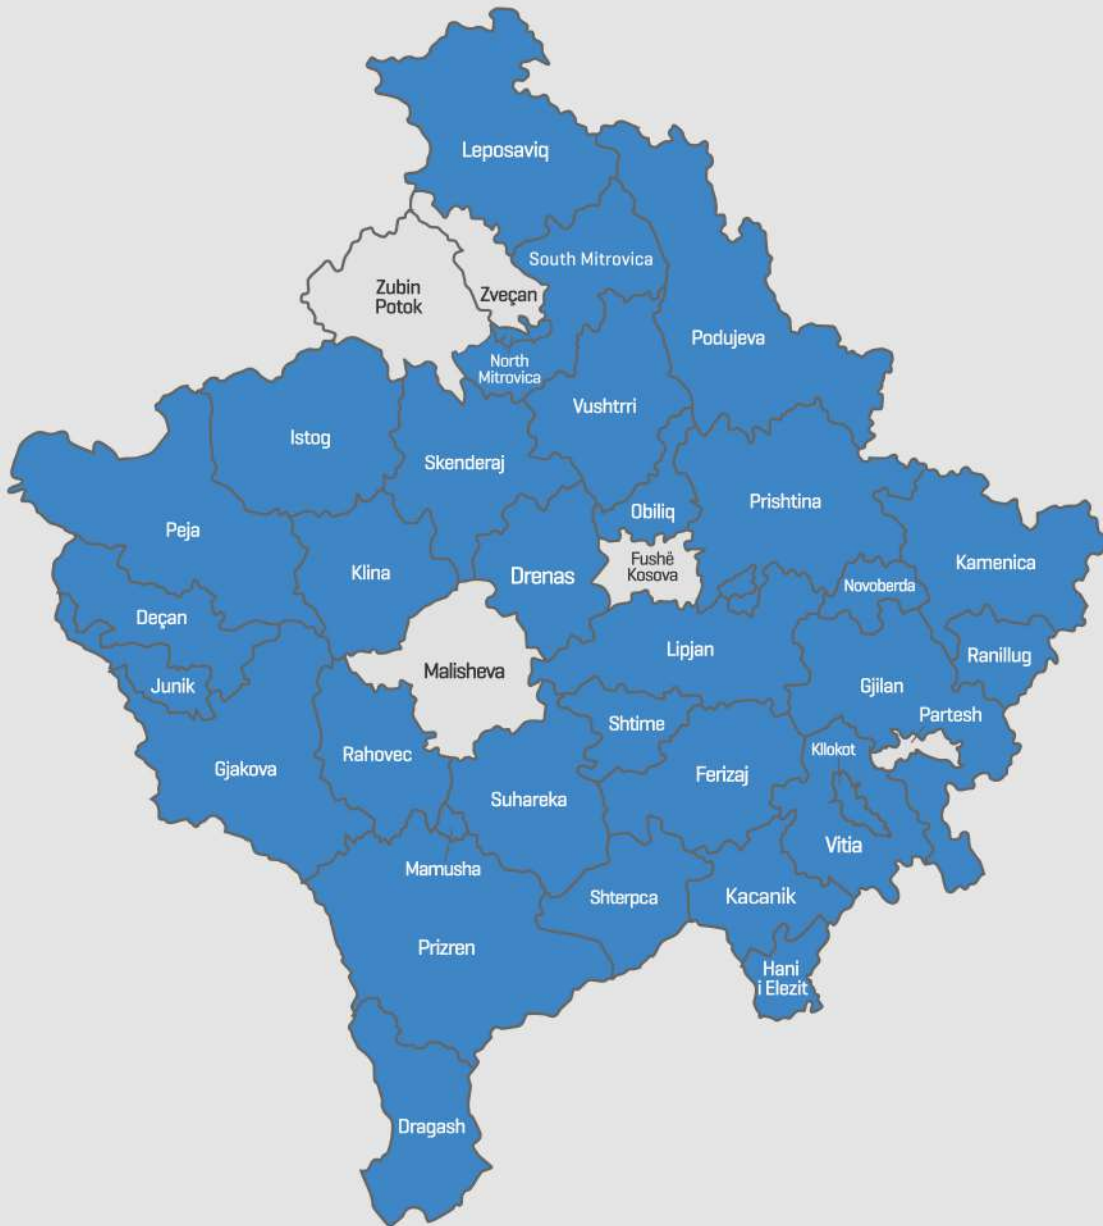 Leposaviq
South Mitrovica
Zubin
Potok
Zveçan
Podujeva
North
Mitrovica
Vushtrri
Istog
Skenderaj
Prishtina
Obiliq
Peja
Fushë
Kosova
Kamenica
Klina
Drenas
Novoberda
Deçan
Lipjan
Ranillug
Malisheva
Junik
Gjilan
Partesh
Shtime
Kllokot
Rahovec
Gjakova
Ferizaj
Suhareka
Vitia
Mamusha
Shterpca
Kacanik
Prizren
Hani
i Elezit
Dragash